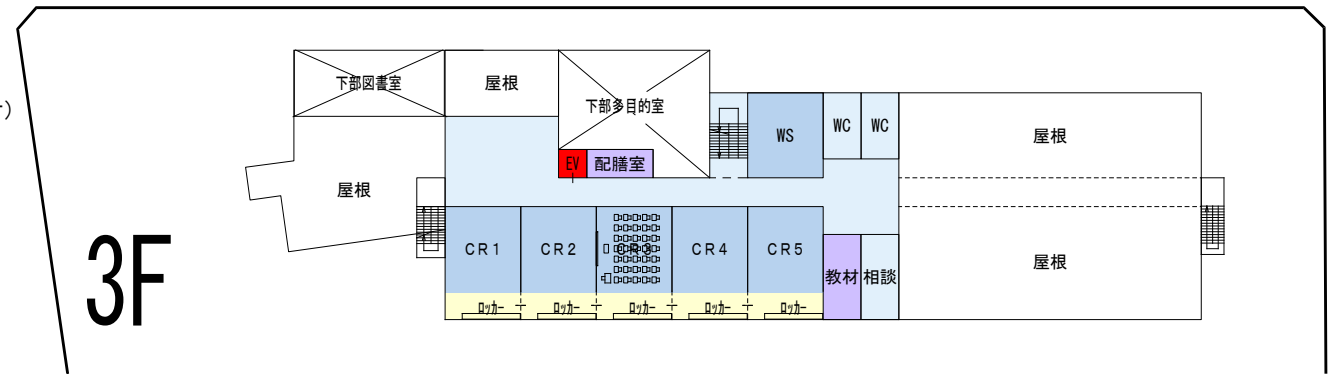 下部図書室
屋根
下部多目的室
WS
WC
WC
屋根
EV
配膳室
屋根
3F
CR1
CR2
CR3
CR4
CR5
教材
相談
屋根
ロッカー
ロッカー
ロッカー
ロッカー
ロッカー